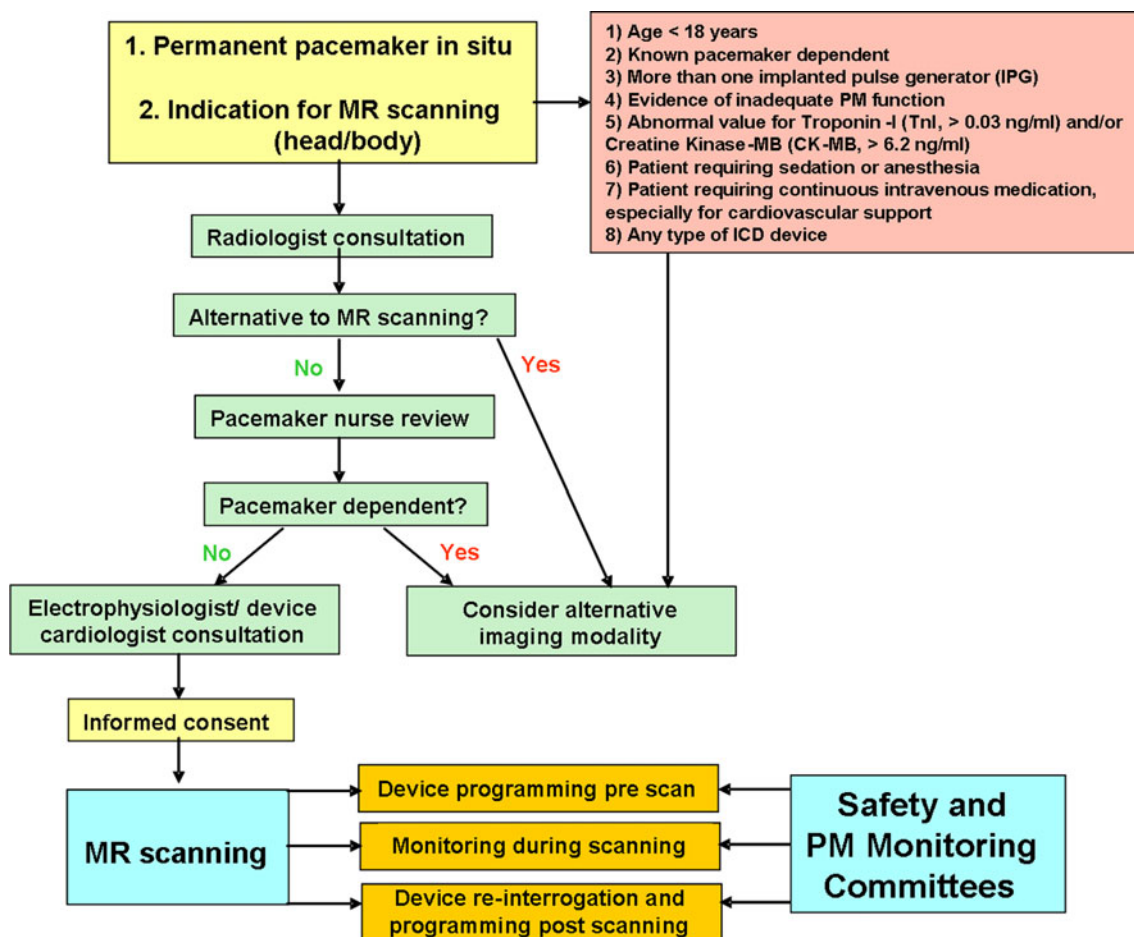 1. Permanent pacemaker in situ
2. Indication for MR scanning
(head/body)
1) Age < 18 years
2) Known pacemaker dependent
3) More than one implanted pulse generator (IPG)
4) Evidence of inadequate PM function
5) Abnormal value for Troponin -I (TnI, > 0.03 ng/ml) and/or
Creatine Kinase-MB (CK-MB, > 6.2 ng/ml)
6) Patient requiring sedation or anesthesia
7) Patient requiring continuous intravenous medication,
especially for cardiovascular support
8) Any type of ICD device
Radiologist consultation
Alternative to MR scanning?
No
Yes
Pacemaker nurse review
Pacemaker dependent?
No
Yes
Electrophysiologist/ device
cardiologist consultation
Consider alternative
imaging modality
Informed consent
MR scanning
Device programming pre scan
Monitoring during scanning
Device re-interrogation and
programming post scanning
Safety and
PM Monitoring
Committees